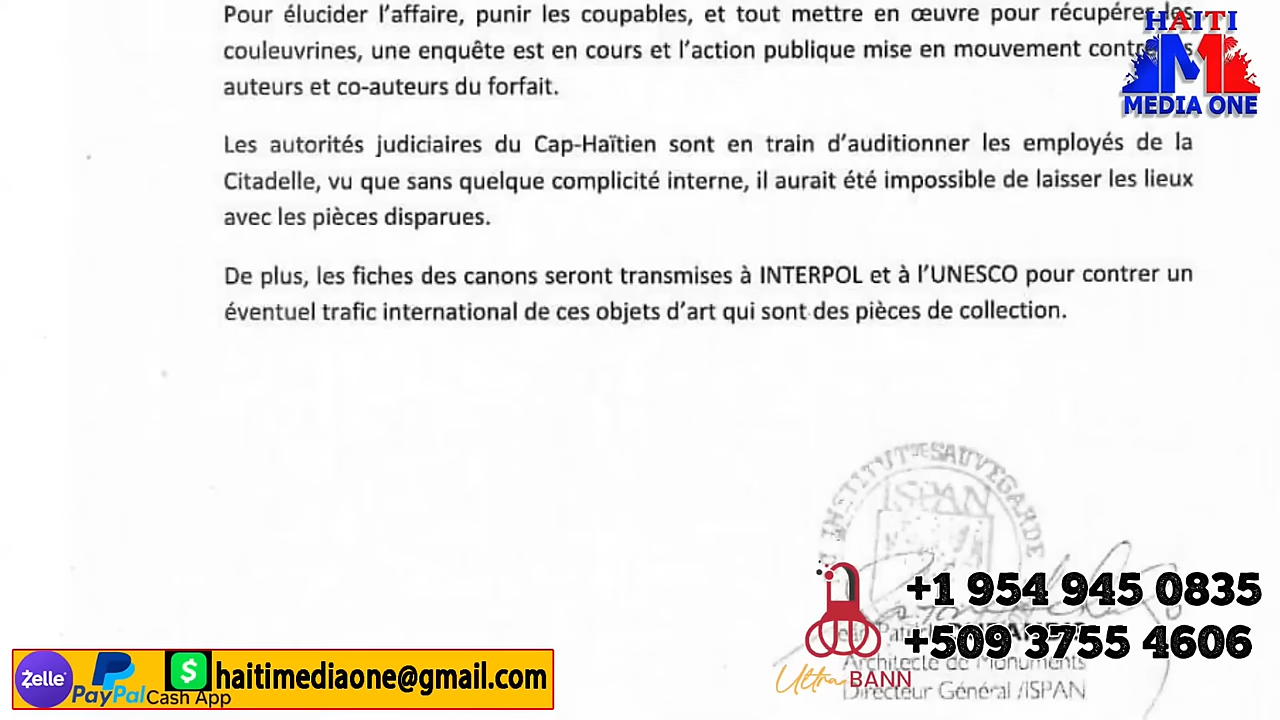 Pour élucider l'affaire, punir les coupables, et tout mettre en œuvre pour récupérer les
couleuvrines, une enquête est en cours et l'action publique mise en mouvement
auteurs et co-auteurs du forfait.
Les autorités judiciaires du Cap-Haïtien sont en train d'auditionner les employés de la
Citadelle, vu que sans quelque complicité interne, il aurait été impossible de laisser les lieux
avec les pièces disparues.
De plus, les fiches des canons seront transmises à INTERPOL et à l'UNESCO pour contrer un
éventuel trafic international de ces objets d'art qui sont des pièces de collection.
HAITI
M
MEDIA ONE
INSTITUT DE SAUVEGARDE
ISPAN
Architecte de Monuments
Directeur Général /ISPAN
+1 954 945 0835
+509 3755 4606
Ultra BANN
Zelle
PayPal
Cash App
haitimediaone@gmail.com